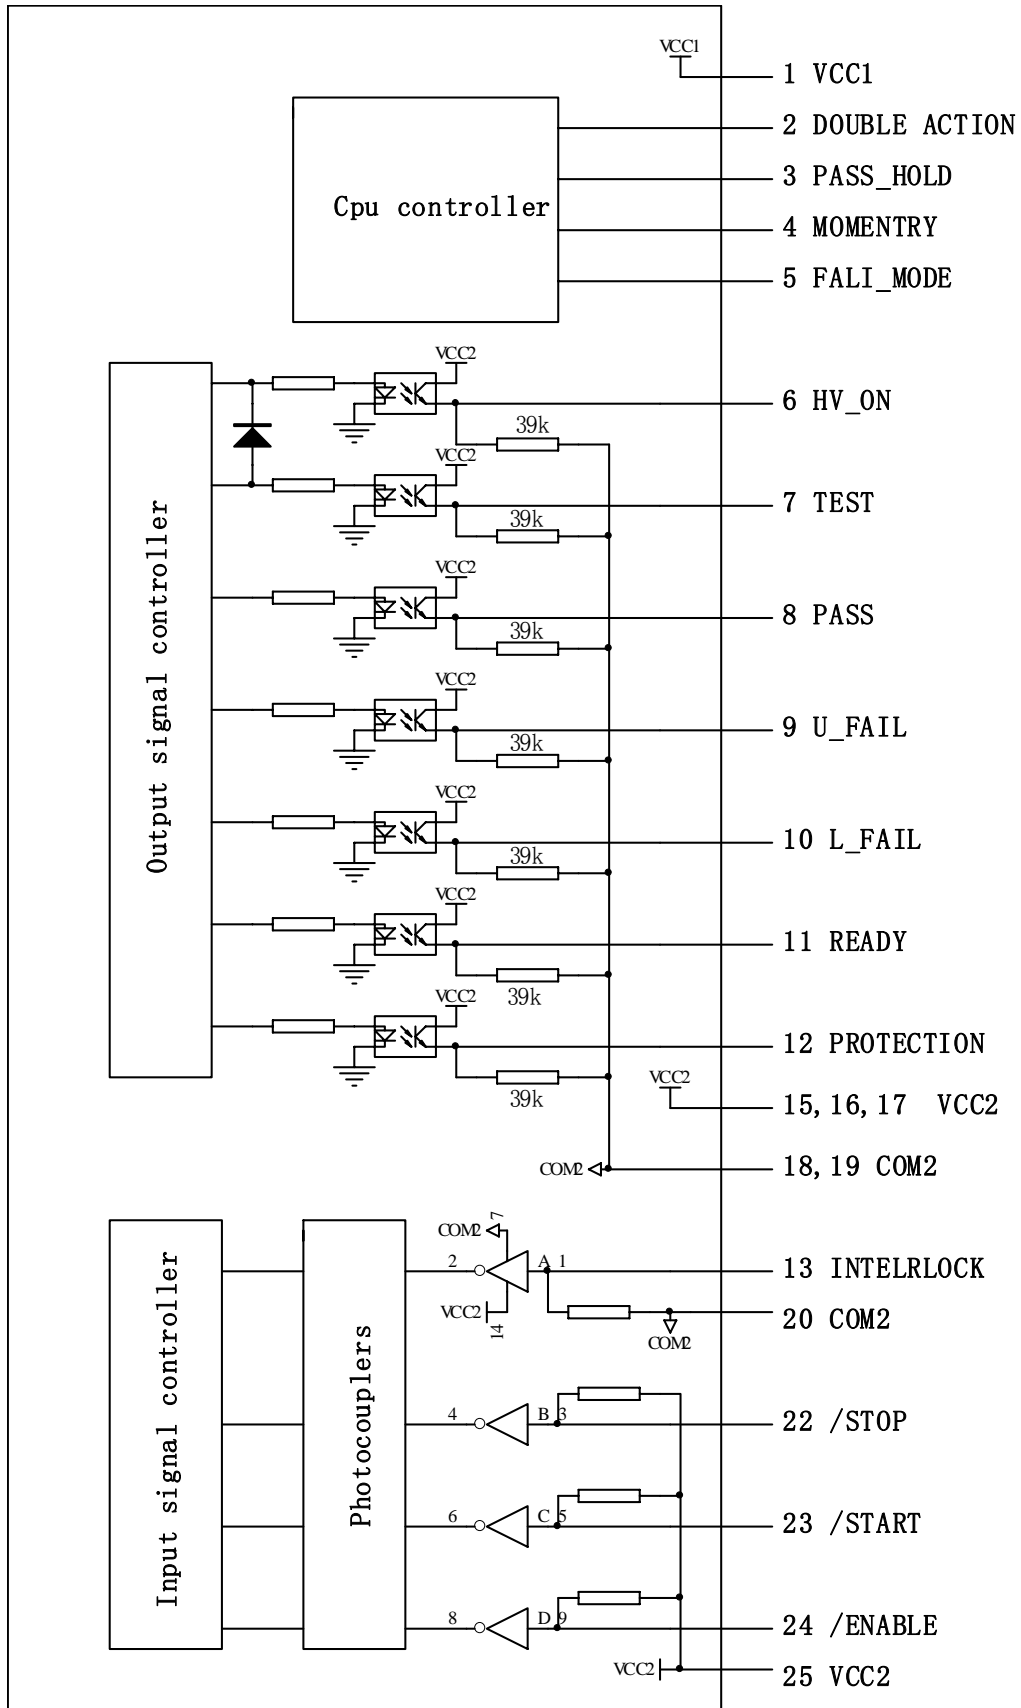 VCC1
1 VCC1
2 DOUBLE ACTION
3 PASS_HOLD
Cpu controller
4 MOMENTRY
5 FALI_MODE
VCC2
6 HV_ON
39k
VCC2
7 TEST
39k
VCC2
8 PASS
39k
Output signal controller
VCC2
9 U_FAIL
39k
VCC2
10 L_FAIL
39k
VCC2
11 READY
39k
VCC2
12 PROTECTION
39k
VCC2
15,16,17 VCC2
COM2
18,19 COM2
COM2 7
2 A 1
13 INTELRLOCK
VCC2 14
20 COM2
COM2
Input signal controller
Photocouplers
4 B 3
22 /STOP
6 C 5
23 /START
8 D 9
24 /ENABLE
VCC2
25 VCC2